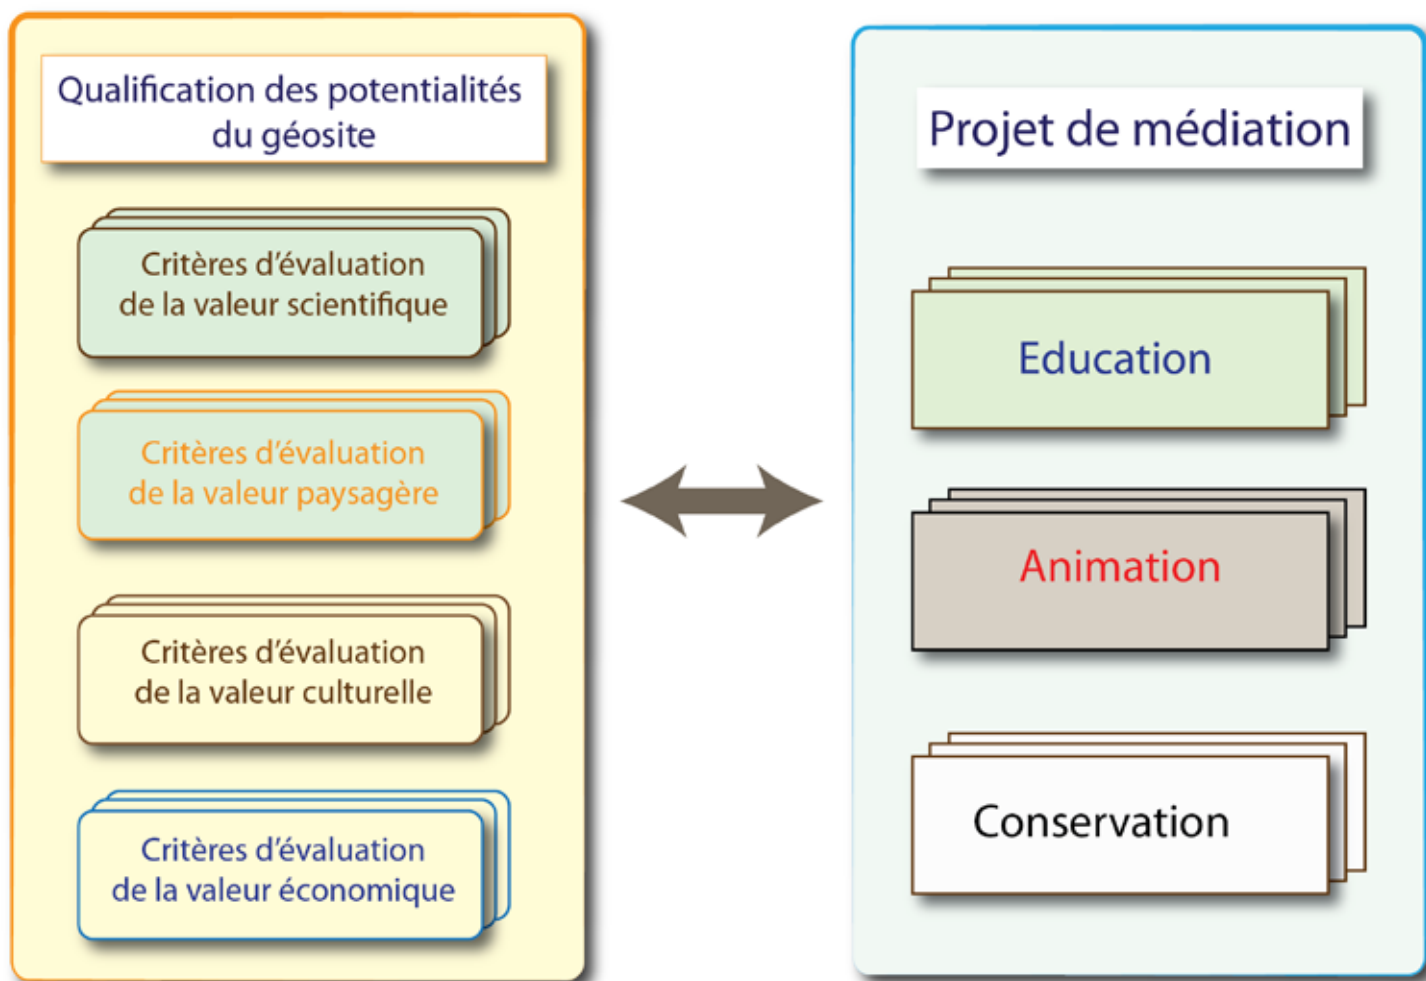 Qualification des potentialités
du géosite
Critères d'évaluation
de la valeur scientifique
Critères d'évaluation
de la valeur paysagère
Critères d'évaluation
de la valeur culturelle
Critères d'évaluation
de la valeur économique
Projet de médiation
Education
Animation
Conservation